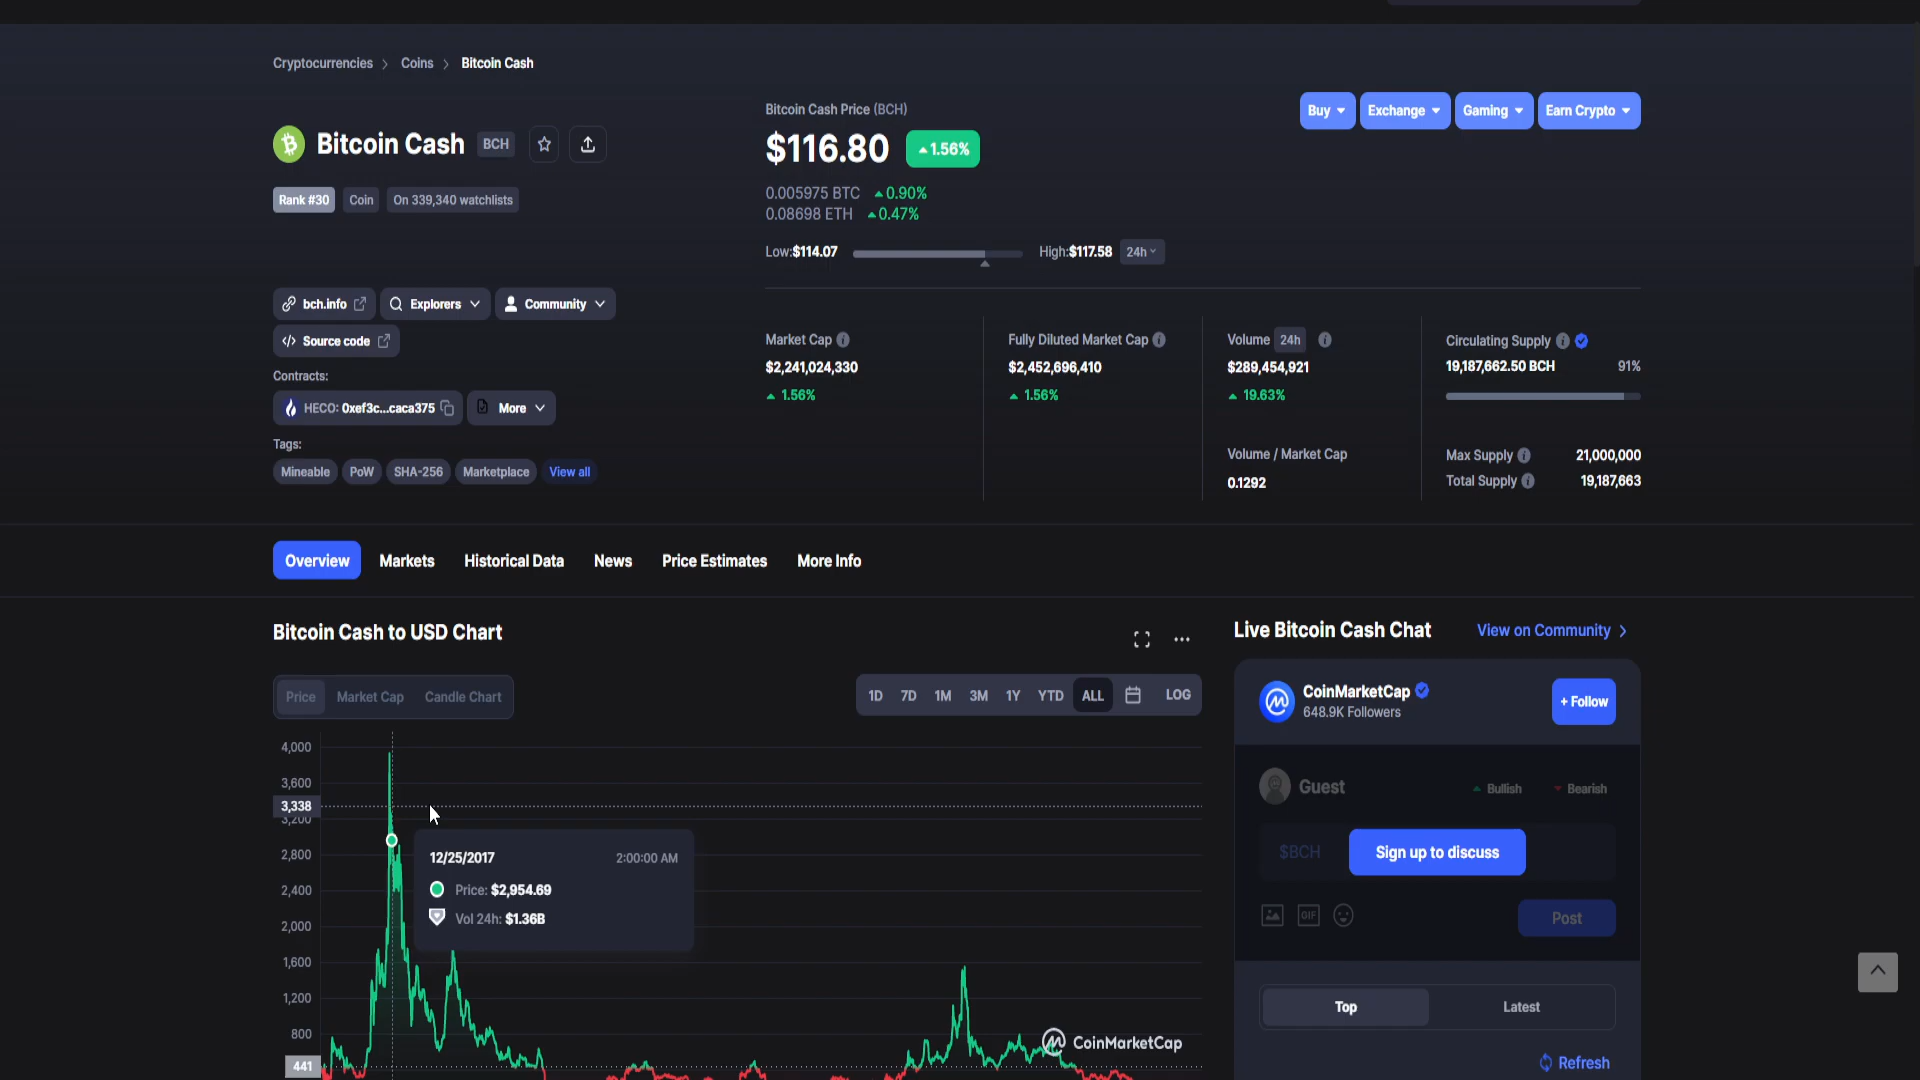 Cryptocurrencies > Coins > Bitcoin Cash
Bitcoin Cash BCH
Rank #30 Coin On 339,340 watchlists
bch.info Explorers Community
Source code
Contracts:
HECO: 0xef3c...caca375 More
Tags:
Mineable PoW SHA-256 Marketplace View all
Bitcoin Cash Price (BCH)
$116.80 1.56%
0.005975 BTC 0.90%
0.08698 ETH 0.47%
Low:$114.07 High:$117.58 24h
Buy Exchange Gaming Earn Crypto
Market Cap
$2,241,024,330
1.56%
Fully Diluted Market Cap
$2,452,696,410
1.56%
Volume 24h
$289,454,921
19.63%
Volume / Market Cap
0.1292
Circulating Supply
19,187,662.50 BCH 91%
Max Supply 21,000,000
Total Supply 19,187,663
Overview Markets Historical Data News Price Estimates More Info
Bitcoin Cash to USD Chart
Price Market Cap Candle Chart
1D 7D 1M 3M 1Y YTD ALL LOG
4,000
3,600
3,338
3,200
2,800
2,400
2,000
1,600
1,200
800
441
12/25/2017 2:00:00 AM
Price: $2,954.69
Vol 24h: $1.36B
CoinMarketCap
Live Bitcoin Cash Chat View on Community >
CoinMarketCap
648.9K Followers
+ Follow
Guest Bullish Bearish
$BCH Sign up to discuss
GIF Post
Top Latest
Refresh